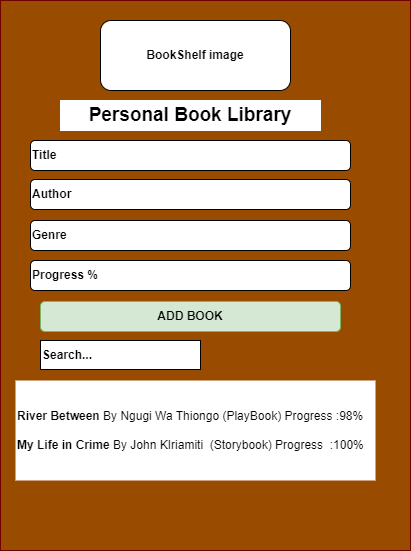 BookShelf image
Personal Book Library
Title
Author
Genre
Progress %
ADD BOOK
Search...
River Between By Ngugi Wa Thiongo (PlayBook) Progress :98%
My Life in Crime By John KIriamiti (Storybook) Progress :100%